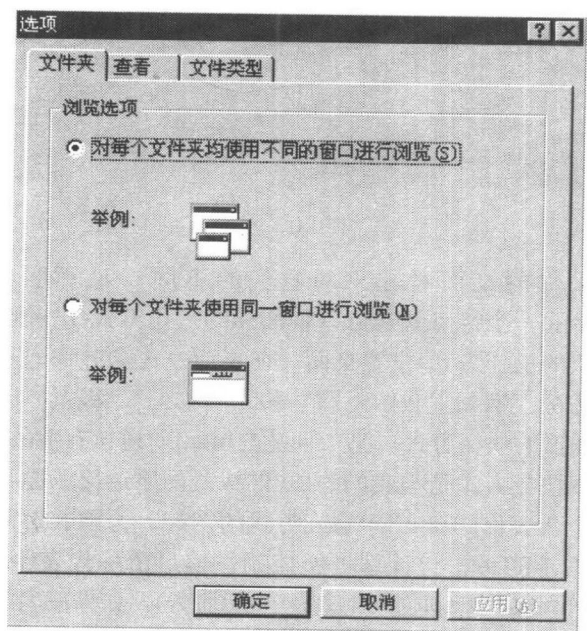 选项
文件夹 查看 文件类型
浏览选项
对每个文件夹均使用不同的窗口进行浏览(S)
举例:
对每个文件夹使用同一窗口进行浏览(N)
举例:
确定 取消 应用(A)